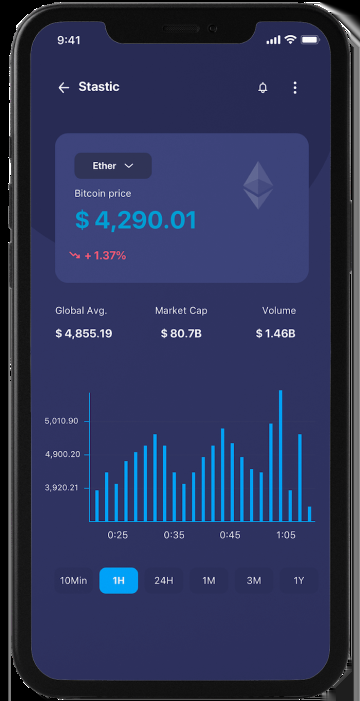 9:41
Stastic
Ether
Bitcoin price
$ 4,290.01
+ 1.37%
Global Avg. Market Cap Volume
$ 4,855.19 $ 80.7B $ 1.46B
5,010.90
4,900.20
3,920.21
0:25 0:35 0:45 1:05
10Min 1H 24H 1M 3M 1Y